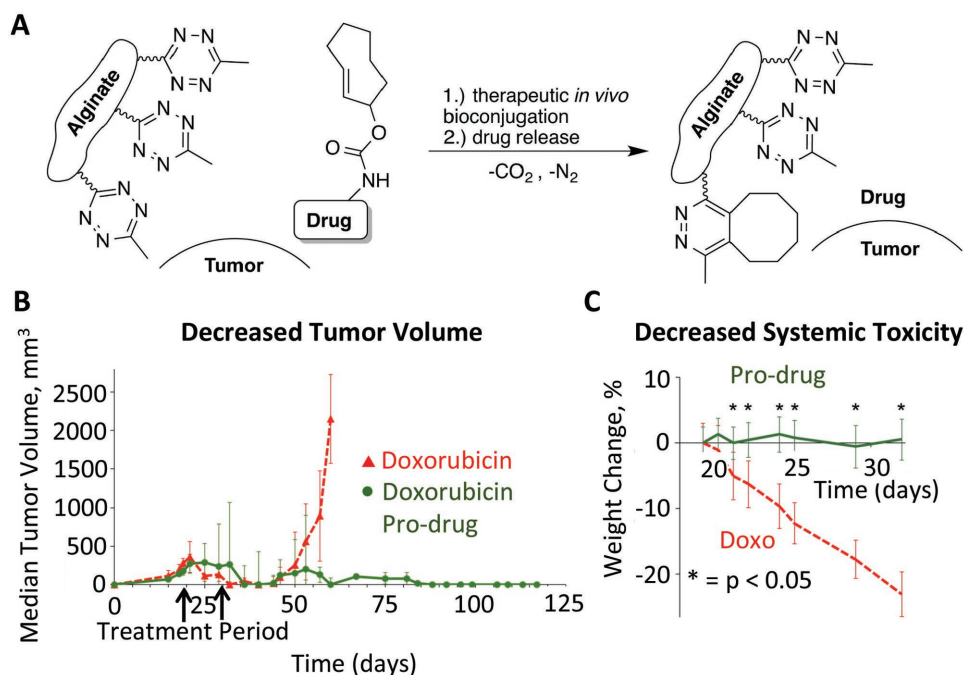 A
Alginate
N N
N N
N N
N N
N N
N N
O
O
NH
Drug
Tumor
1.) therapeutic in vivo
bioconjugation
2.) drug release
-CO2 , -N2
Alginate
N N
N N
N N
N N
N
N
Drug
Tumor
B
Decreased Tumor Volume
Median Tumor Volume, mm3
2500
2000
1500
1000
500
0
0 25 50 75 100 125
Doxorubicin
Doxorubicin
Pro-drug
Treatment Period
Time (days)
C
Decreased Systemic Toxicity
Weight Change, %
10
0
-10
-20
Pro-drug
* * * * * *
20 25 30
Time (days)
Doxo
* = p < 0.05